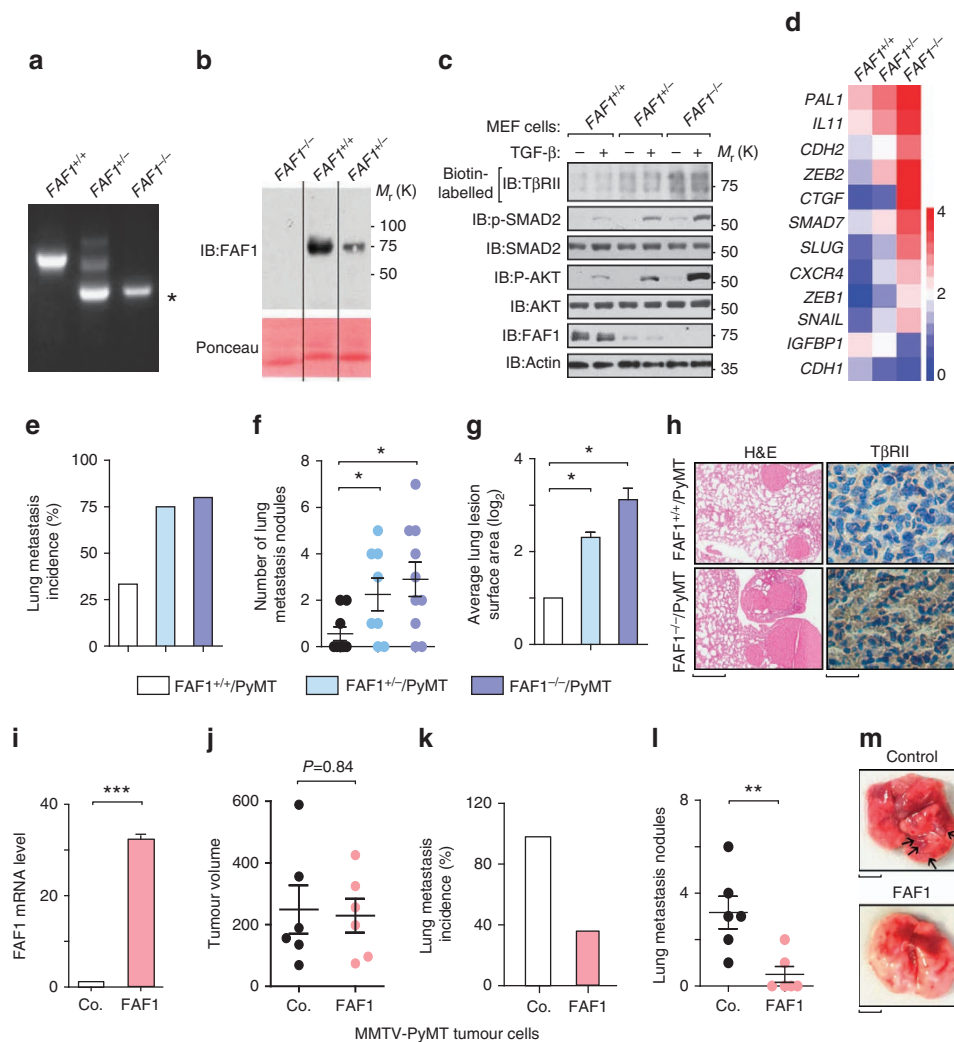 a
FAF1+/+
FAF1+/–
FAF1–/–
*
b
FAF1–/–
FAF1+/+
FAF1+/–
Mr (K)
100
IB:FAF1
75
50
Ponceau
c
FAF1+/+
FAF1+/–
FAF1–/–
MEF cells:
TGF-β: – + – + – + Mr (K)
Biotin-labelled
IB:TβRII
75
IB:p-SMAD2
50
IB:SMAD2
50
IB:P-AKT
50
IB:AKT
50
IB:FAF1
75
IB:Actin
35
d
FAF1+/+
FAF1+/–
FAF1–/–
PAL1
IL11
CDH2
ZEB2
CTGF
SMAD7
SLUG
CXCR4
ZEB1
SNAIL
IGFBP1
CDH1
4
2
0
e
Lung metastasis
incidence (%)
100
75
50
25
0
f
Number of lung
metastasis nodes
8
6
4
2
0
*
*
g
Average lung lesion
surface area (log2)
4
2
0
*
*
h
H&E
TβRII
FAF1+/+/PyMT
FAF1–/–/PyMT
FAF1+/+/PyMT
FAF1+/–/PyMT
FAF1–/–/PyMT
i
FAF1 mRNA level
40
20
0
***
Co. FAF1
j
P=0.84
Tumour volume
600
400
200
0
Co. FAF1
k
Lung metastasis
incidence (%)
120
80
40
0
Co. FAF1
l
Lung metastasis nodules
8
4
0
**
Co. FAF1
m
Control
FAF1
MMTV-PyMT tumour cells